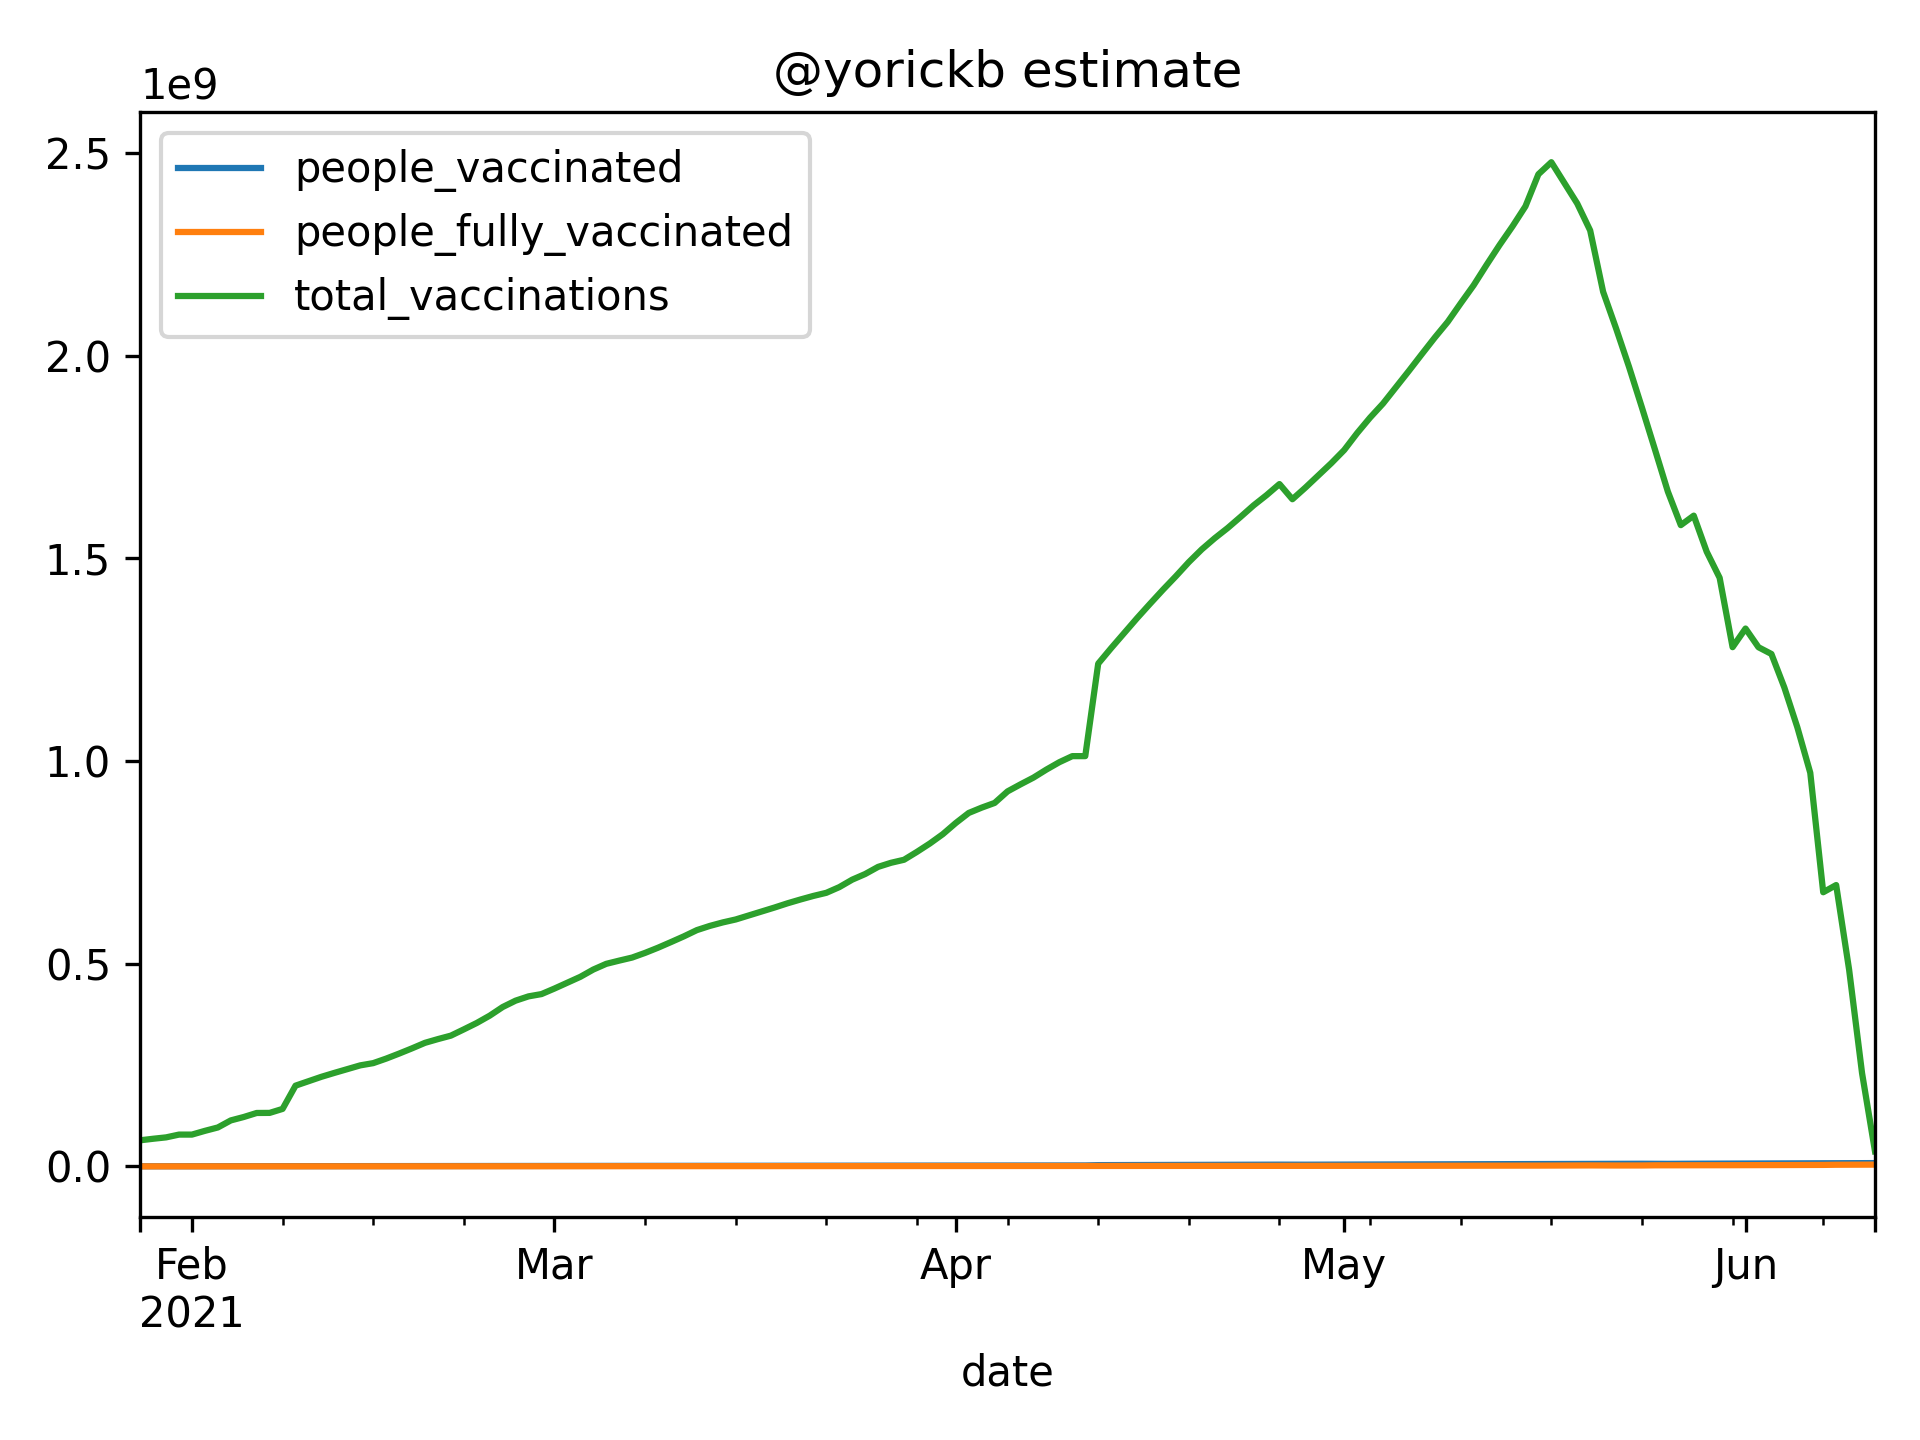 @yorickb estimate
1e9
2.5
2.0
1.5
1.0
0.5
0.0
people_vaccinated
people_fully_vaccinated
total_vaccinations
Feb Mar Apr May Jun
2021
date